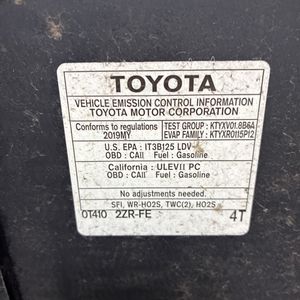 TOYOTA
VEHICLE EMISSION CONTROL INFORMATION
TOYOTA MOTOR CORPORATION
Conforms to regulations
2019MY
TEST GROUP : KTYXV01.8B6A
EVAP FAMILY : KTYXR0115P12
U.S. EPA : IT3B125 LDV
OBD : CAII Fuel : Gasoline
California : ULEVII PC
OBD : CAII Fuel : Gasoline
No adjustments needed.
SFI, WR-HO2S, TWC(2), HO2S
0T410 2ZR-FE 4T